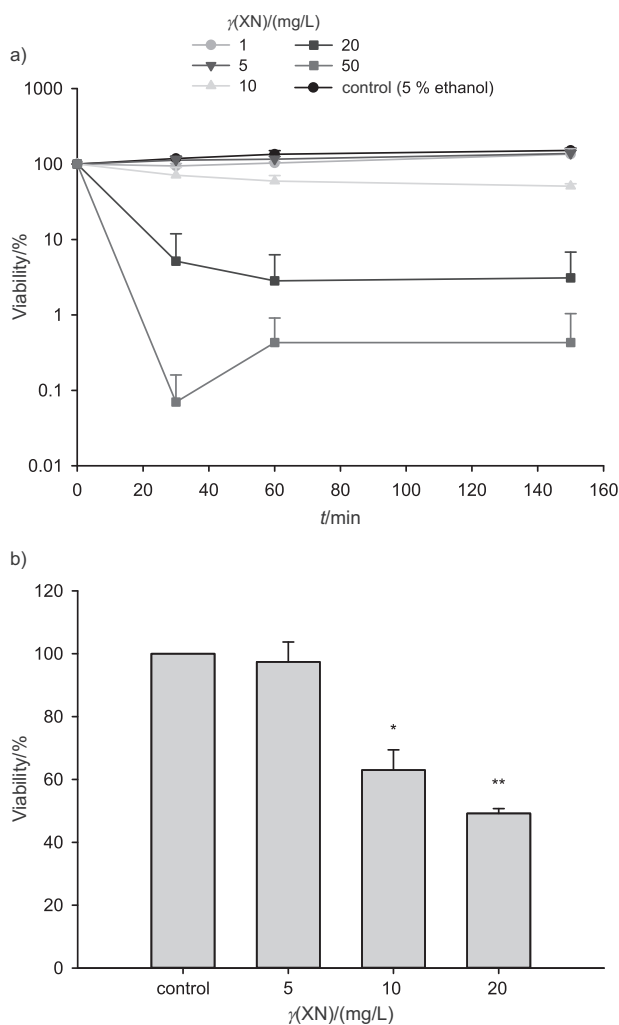 γ(XN)/(mg/L)
a)
1 20
5 50
10 control (5 % ethanol)
1000
100
10
1
0.1
0.01
Viability/%
0 20 40 60 80 100 120 140 160
t/min
b)
120
100
80
60
40
20
0
Viability/%
*
**
control 5 10 20
γ(XN)/(mg/L)